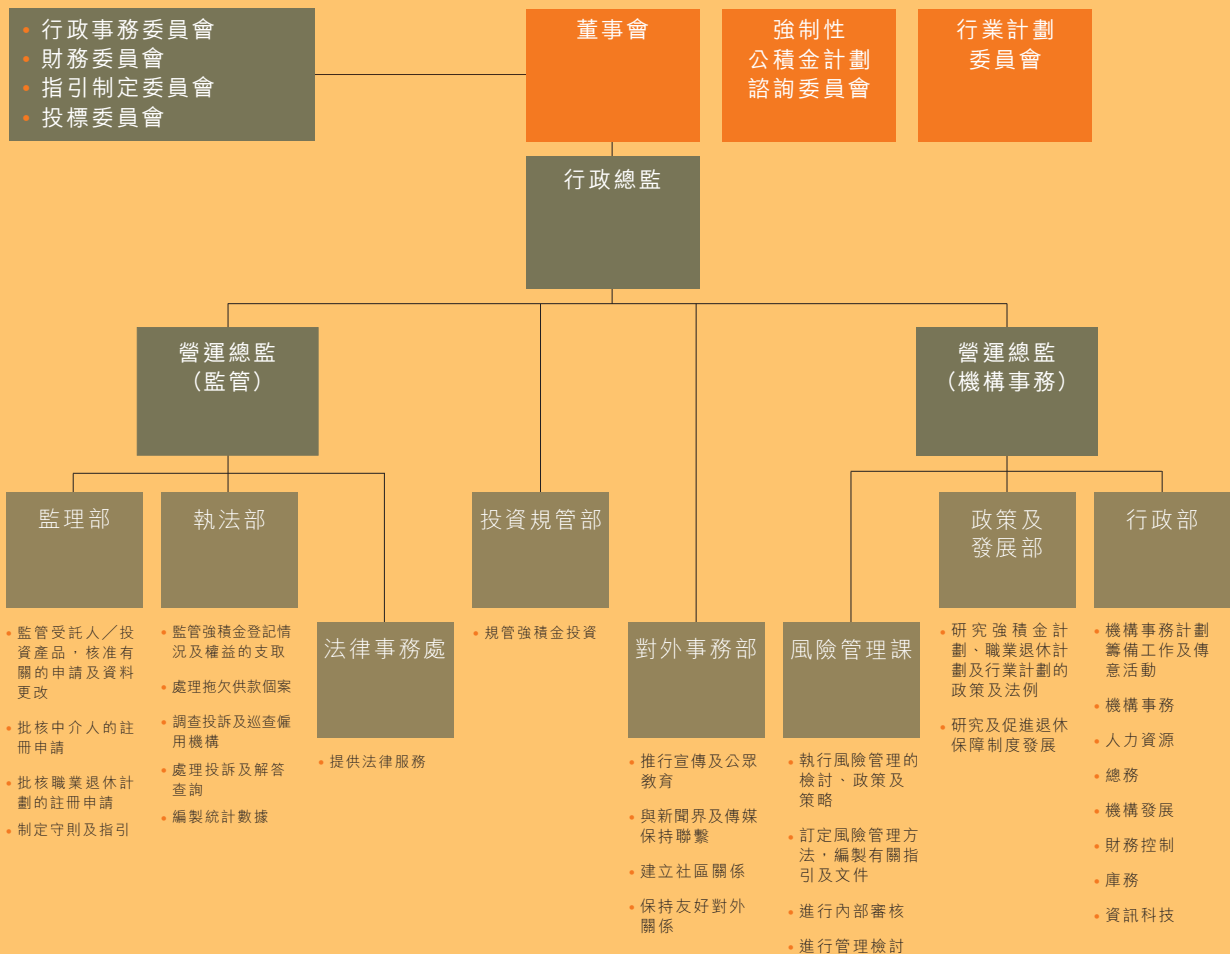 • 行政事務委員會
• 財務委員會
• 指引制定委員會
• 投標委員會
董事會
強制性
公積金計劃
諮詢委員會
行業計劃
委員會
行政總監
營運總監
（監管）
營運總監
（機構事務）
監理部
• 監管受託人／投
資產品，核准有
關的申請及資料
更改
• 批核中介人的註
冊申請
• 批核職業退休計
劃的註冊申請
• 制定守則及指引
執法部
• 監管強積金登記情
況及權益的支取
• 處理拖欠供款個案
• 調查投訴及巡查僱
用機構
• 處理投訴及解答
查詢
• 編製統計數據
法律事務處
• 提供法律服務
投資規管部
• 規管強積金投資
對外事務部
• 推行宣傳及公眾
教育
• 與新聞界及傳媒
保持聯繫
• 建立社區關係
• 保持友好對外
關係
風險管理課
• 執行風險管理的
檢討、政策及
策略
• 訂定風險管理方
法，編製有關指
引及文件
• 進行內部審核
• 進行管理檢討
政策及
發展部
• 研究強積金計
劃、職業退休計
劃及行業計劃的
政策及法例
• 研究及促進退休
保障制度發展
行政部
• 機構事務計劃
籌備工作及傳
意活動
• 機構事務
• 人力資源
• 總務
• 機構發展
• 財務控制
• 庫務
• 資訊科技